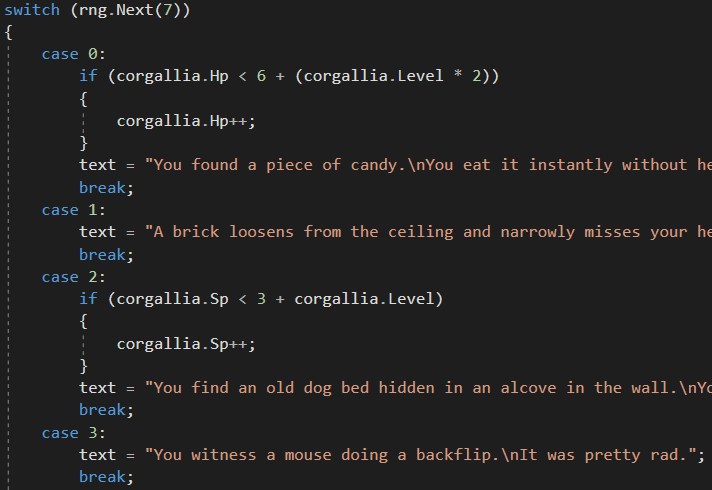 switch (rng.Next(7))
{
case 0:
if (corgallia.Hp < 6 + (corgallia.Level * 2))
{
corgallia.Hp++;
}
text = "You found a piece of candy.\nYou eat it instantly without he
break;
case 1:
text = "A brick loosens from the ceiling and narrowly misses your he
break;
case 2:
if (corgallia.Sp < 3 + corgallia.Level)
{
corgallia.Sp++;
}
text = "You find an old dog bed hidden in an alcove in the wall.\nYo
break;
case 3:
text = "You witness a mouse doing a backflip.\nIt was pretty rad.";
break;